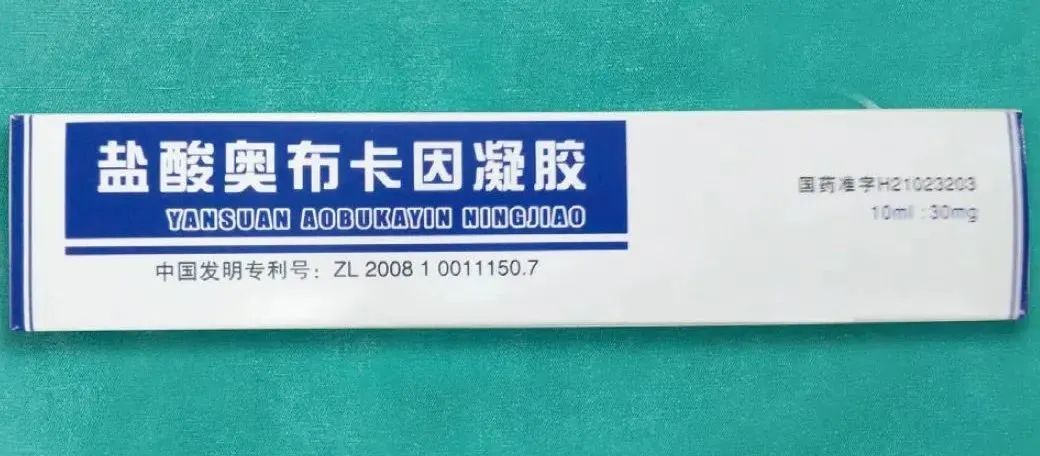 盐酸奥布卡因凝胶
YANSUAN AOBUKAYIN NINGJIAO
中国发明专利号：ZL 2008 1 0011150.7
国药准字H21023203
10ml : 30mg